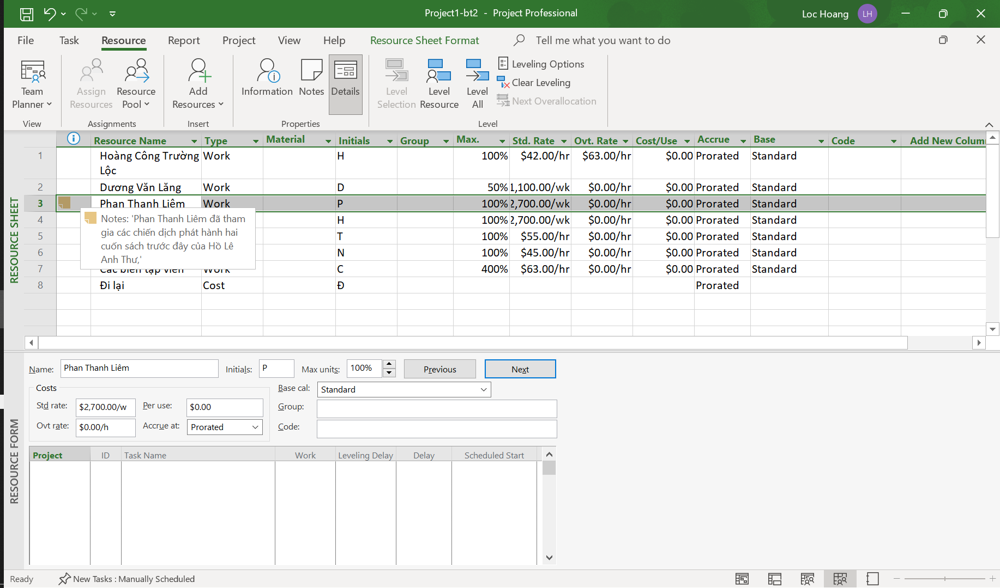 Project1-bt2 - Project Professional
Loc Hoang LH
File Task Resource Report Project View Help Resource Sheet Format Tell me what you want to do
Team Planner
Assign Resources
Resource Pool
Add Resources
Information
Notes
Details
Level Selection
Level Resource
Level All
Leveling Options
Clear Leveling
Next Overallocation
View Assignments Insert Properties Level
RESOURCE SHEET
Resource Name Type Material Initials Group Max. Std. Rate Ovt. Rate Cost/Use Accrue Base Code Add New Colum
1 Hoàng Công Trường Work H 100% $42.00/hr $63.00/hr $0.00 Prorated Standard
Lộc
2 Dương Văn Lăng Work D 50% 1,100.00/wk $0.00/hr $0.00 Prorated Standard
3 Phan Thanh Liêm Work P 100% 2,700.00/wk $0.00/hr $0.00 Prorated Standard
4 H 100% 2,700.00/wk $0.00/hr $0.00 Prorated Standard
5 T 100% $55.00/hr $0.00/hr $0.00 Prorated Standard
6 N 100% $45.00/hr $0.00/hr $0.00 Prorated Standard
7 Các biên tập viên Work C 400% $63.00/hr $0.00/hr $0.00 Prorated Standard
8 Đi lại Cost Đ Prorated
Notes: 'Phan Thanh Liêm đã tham
gia các chiến dịch phát hành hai
cuốn sách trước đây của Hồ Lê
Anh Thư,'
RESOURCE FORM
Name: Phan Thanh Liêm Initials: P Max units: 100% Previous Next
Costs
Base cal: Standard
Std rate: $2,700.00/w Per use: $0.00
Group:
Ovt rate: $0.00/h Accrue at: Prorated
Code:
Project ID Task Name Work Leveling Delay Delay Scheduled Start
Ready New Tasks : Manually Scheduled